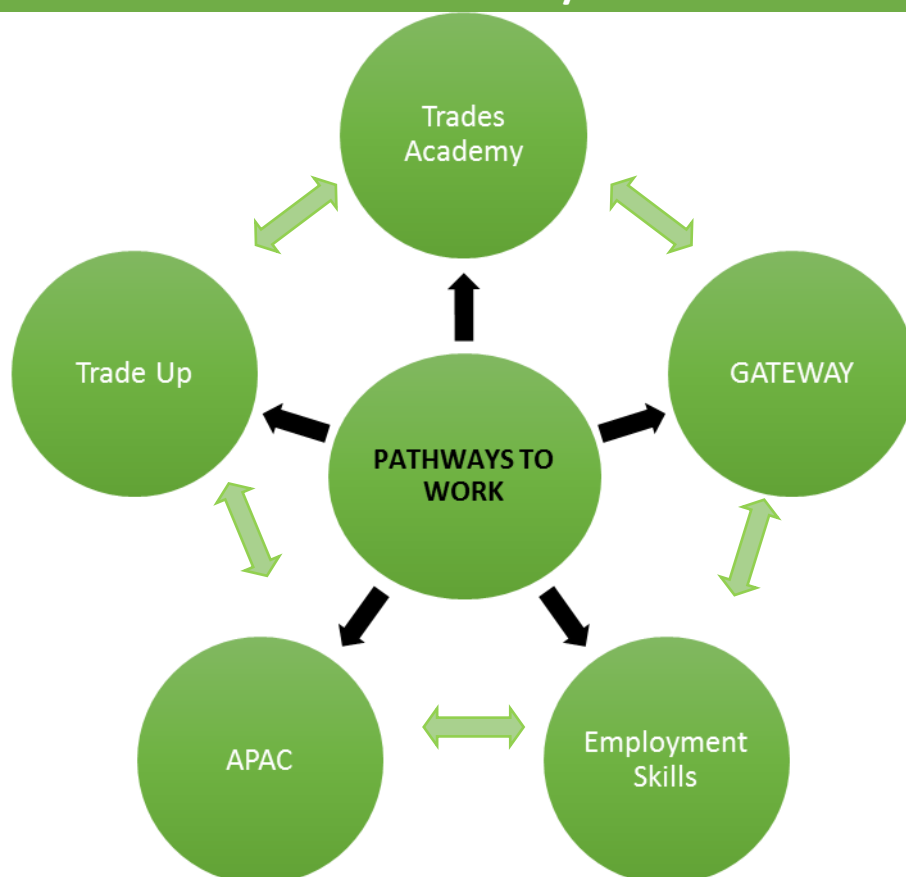 Trades
Academy
Trade Up
GATEWAY
PATHWAYS TO
WORK
APAC
Employment
Skills